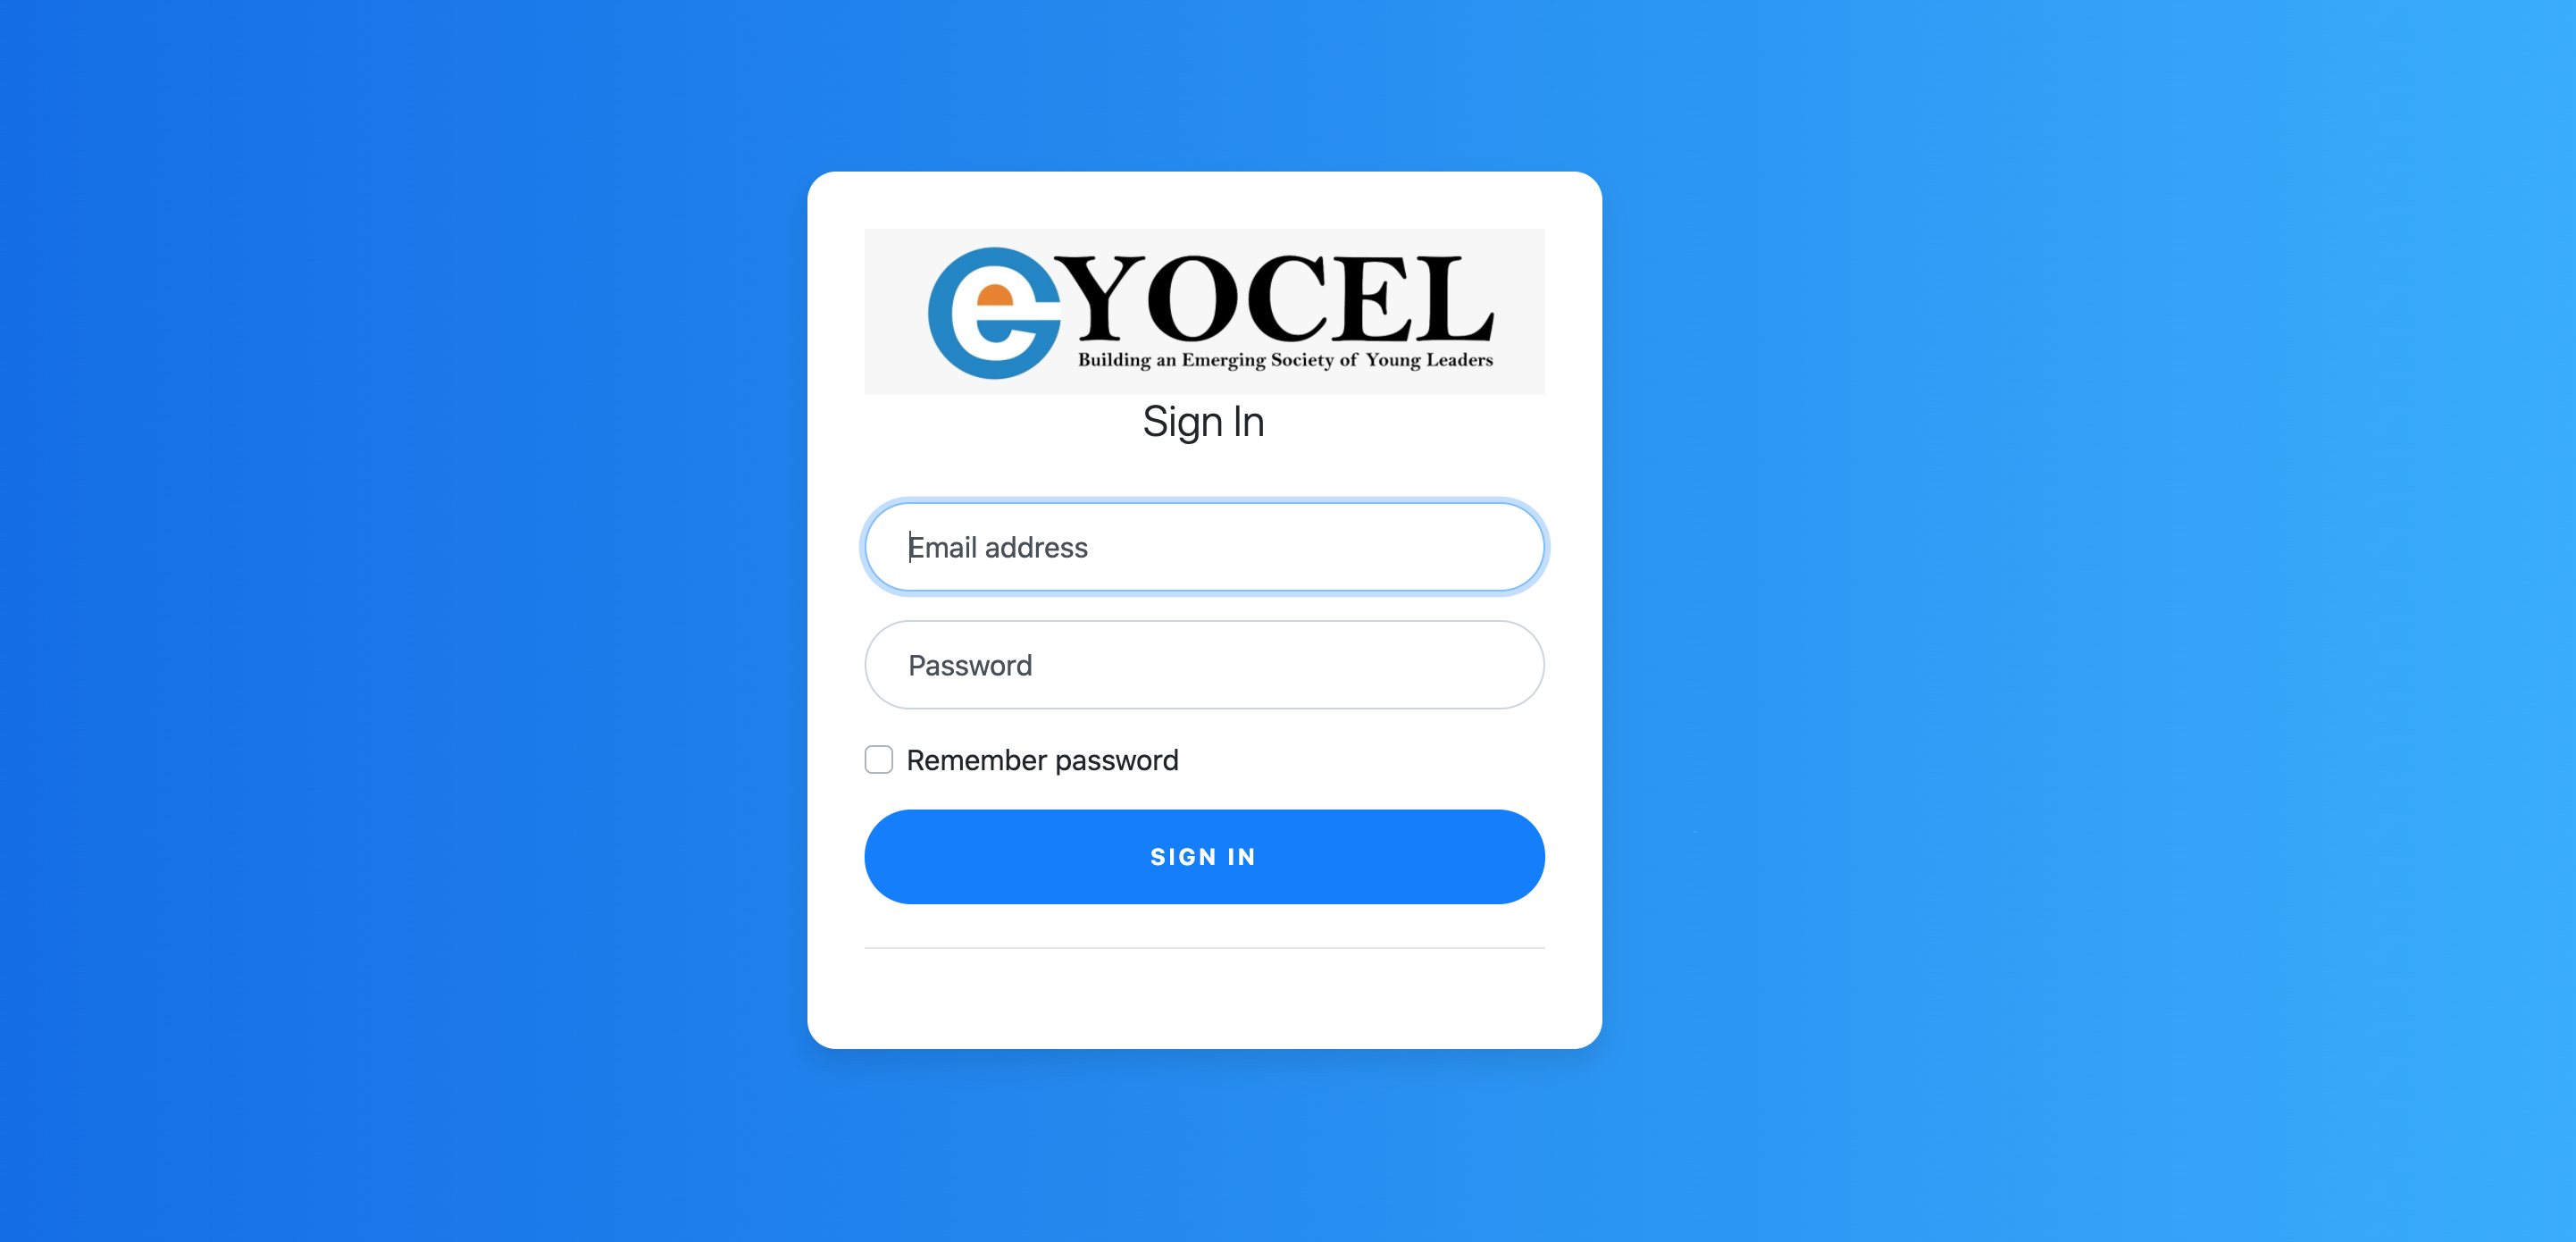 eYOCEL
Building an Emerging Society of Young Leaders
Sign In
Email address
Password
Remember password
SIGN IN